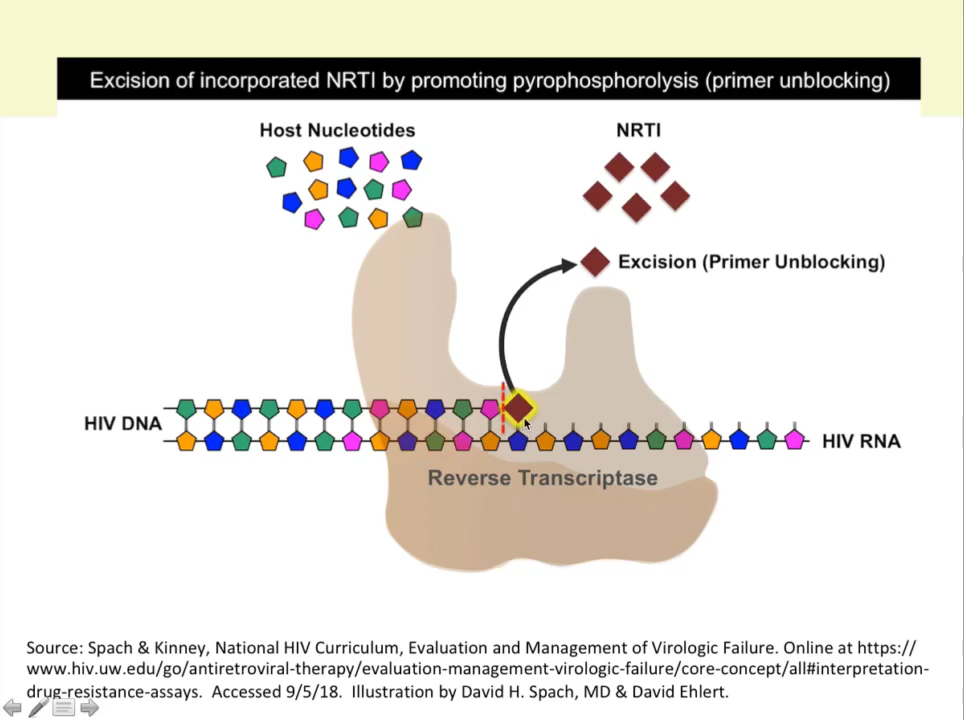 Excision of incorporated NRTI by promoting pyrophosphorolysis (primer unblocking)
Host Nucleotides
NRTI
Excision (Primer Unblocking)
HIV DNA
HIV RNA
Reverse Transcriptase
Source: Spach & Kinney, National HIV Curriculum, Evaluation and Management of Virologic Failure. Online at https://
www.hiv.uw.edu/go/antiretroviral-therapy/evaluation-management-virologic-failure/core-concept/all#interpretation-
drug-resistance-assays. Accessed 9/5/18. Illustration by David H. Spach, MD & David Ehlert.